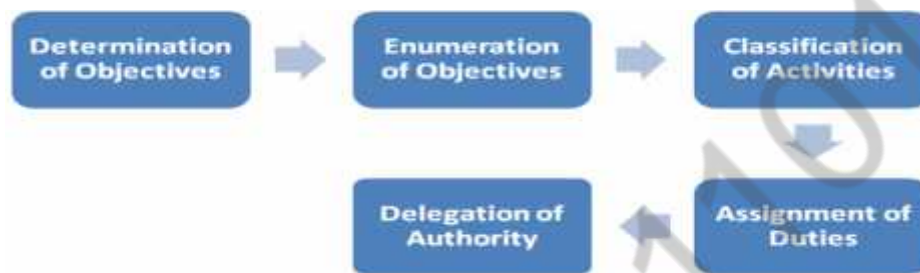 Determination
of Objectives
Enumeration
of Objectives
Classification
of Activities
Assignment of
Duties
Delegation of
Authority